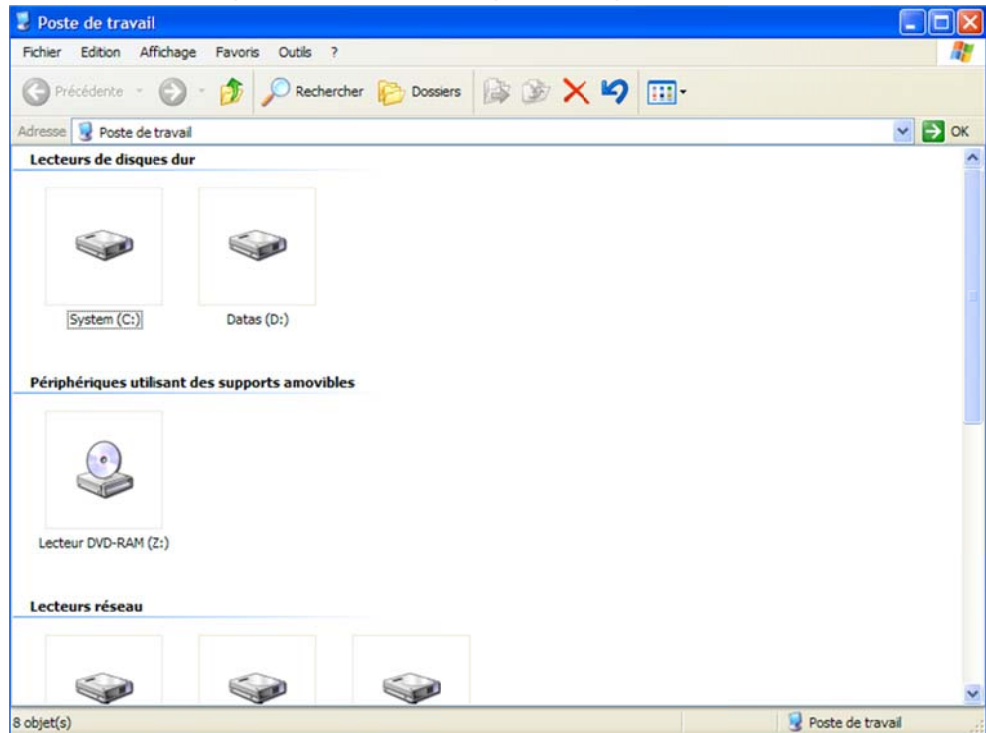 Poste de travail
Fichier Edition Affichage Favoris Outils ?
Précédente Rechercher Dossiers
Adresse Poste de travail OK
Lecteurs de disques dur
System (C:) Datas (D:)
Périphériques utilisant des supports amovibles
Lecteur DVD-RAM (Z:)
Lecteurs réseau
8 objet(s) Poste de travail